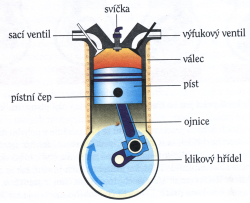 svíčka
sací ventil
výfukový ventil
válec
píst
pístní čep
ojnice
klikový hřídel